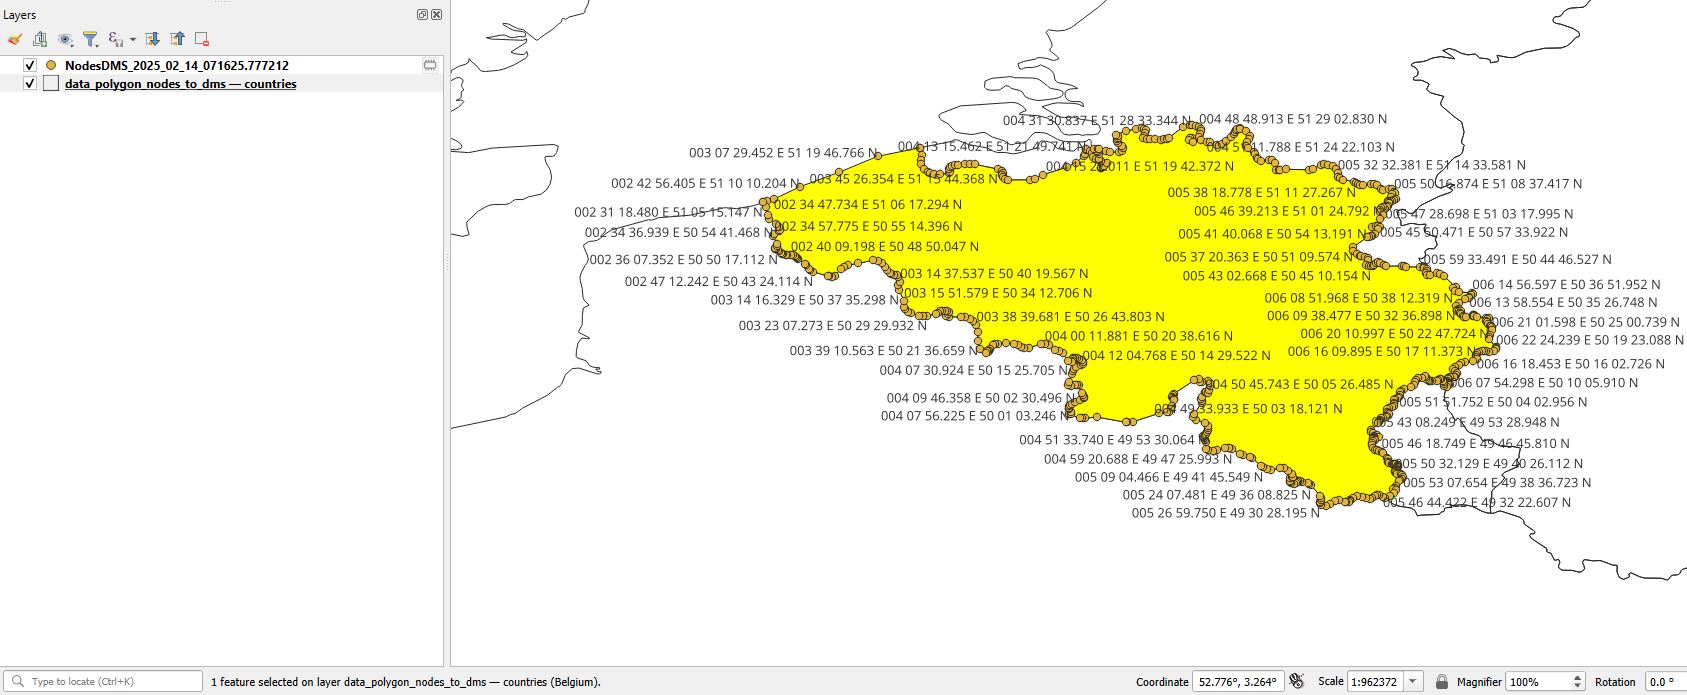 Layers
NodesDMS_2025_02_14_071625.777212
data_polygon_nodes_to_dms — countries
004 31 30.837 E 51 28 33.344 N
004 48 48.913 E 51 29 02.830 N
003 07 29.452 E 51 19 46.766 N
004 13 15.462 E 51 21 49.741 N
11.788 E 51 24 22.103 N
51 19 42.372 N
005 32 32.381 E 51 14 33.581 N
002 42 56.405 E 51 10 10.204 N
003 45 26.354 E 51 15 44.368 N
005 38 18.778 E 51 11 27.267 N
005 50 16.874 E 51 08 37.417 N
002 31 18.480 E 51 05 15.147 N
002 34 47.734 E 51 06 17.294 N
005 46 39.213 E 51 01 24.792 N
005 47 28.698 E 51 03 17.995 N
002 34 36.939 E 50 54 41.468 N
002 34 57.775 E 50 55 14.396 N
005 41 40.068 E 50 54 13.191 N
005 45 50.471 E 50 57 33.922 N
002 40 09.198 E 50 48 50.047 N
002 36 07.352 E 50 50 17.112 N
005 37 20.363 E 50 51 09.574 N
005 59 33.491 E 50 44 46.527 N
002 47 12.242 E 50 43 24.114 N
003 14 37.537 E 50 40 19.567 N
005 43 02.668 E 50 45 10.154 N
006 14 56.597 E 50 36 51.952 N
003 14 16.329 E 50 37 35.298 N
003 15 51.579 E 50 34 12.706 N
006 08 51.968 E 50 38 12.319 N
006 13 58.554 E 50 35 26.748 N
003 23 07.273 E 50 29 29.932 N
003 38 39.681 E 50 26 43.803 N
006 09 38.477 E 50 32 36.898 N
006 21 01.598 E 50 25 00.739 N
004 00 11.881 E 50 20 38.616 N
006 20 10.997 E 50 22 47.724 N
006 22 24.239 E 50 19 23.088 N
003 39 10.563 E 50 21 36.659 N
004 12 04.768 E 50 14 29.522 N
006 16 09.895 E 50 17 11.373 N
006 16 18.453 E 50 16 02.726 N
004 07 30.924 E 50 15 25.705 N
004 50 45.743 E 50 05 26.485 N
006 07 54.298 E 50 10 05.910 N
004 09 46.358 E 50 02 30.496 N
004 49 33.933 E 50 03 18.121 N
005 51 51.752 E 50 04 02.956 N
004 07 56.225 E 50 01 03.246 N
005 43 08.249 E 49 53 28.948 N
004 51 33.740 E 49 53 30.064 N
005 46 18.749 E 49 46 45.810 N
004 59 20.688 E 49 47 25.993 N
005 50 32.129 E 49 40 26.112 N
005 09 04.466 E 49 41 45.549 N
005 53 07.654 E 49 38 36.723 N
005 24 07.481 E 49 36 08.825 N
005 46 44.422 E 49 32 22.607 N
005 26 59.750 E 49 30 28.195 N
Type to locate (Ctrl+K)
1 feature selected on layer data_polygon_nodes_to_dms — countries (Belgium).
Coordinate 52.776°, 3.264°
Scale 1:962372
Magnifier 100%
Rotation 0.0 °